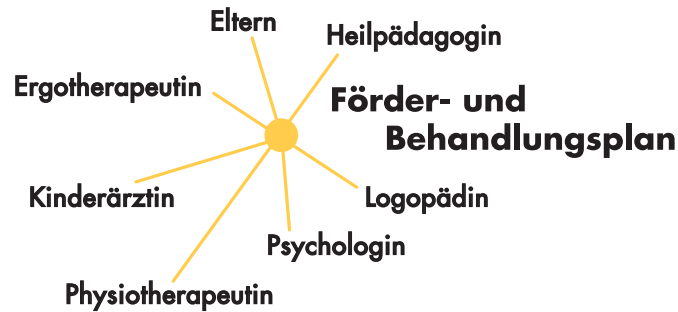 Eltern
Heilpädagogin
Ergotherapeutin
Förder- und
Behandlungsplan
Kinderärztin
Logopädin
Psychologin
Physiotherapeutin